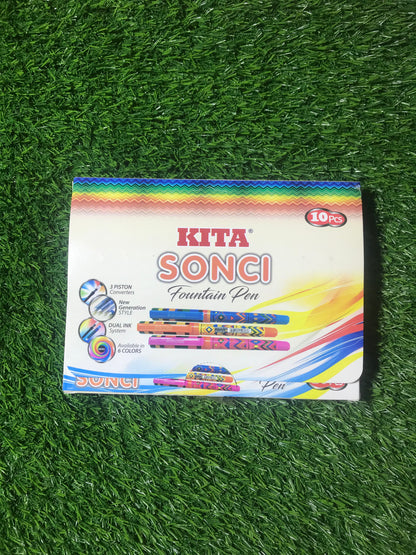 10 Pcs
KITA®
SONCI
Fountain Pen
3 PISTON
Converters
New
Generation
STYLE
DUAL INK
System
Available in
6 COLORS
SONCI
Pen